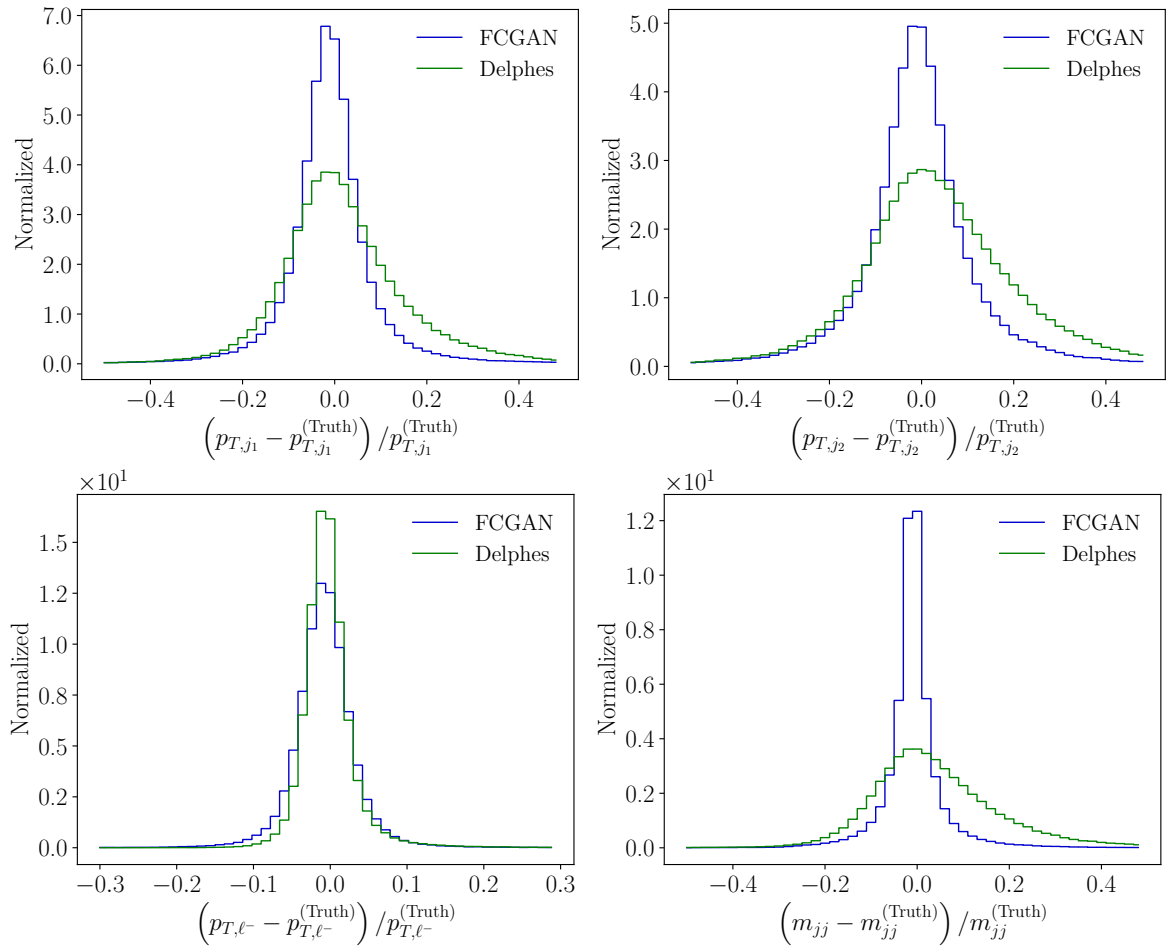 7.0
6.0
5.0
4.0
3.0
2.0
1.0
0.0
Normalized
FCGAN
Delphes
−0.4 −0.2 0.0 0.2 0.4
(p_{T,j_1} − p_{T,j_1}^{(Truth)}) / p_{T,j_1}^{(Truth)}
5.0
4.0
3.0
2.0
1.0
0.0
Normalized
FCGAN
Delphes
−0.4 −0.2 0.0 0.2 0.4
(p_{T,j_2} − p_{T,j_2}^{(Truth)}) / p_{T,j_2}^{(Truth)}
×10^1
1.5
1.2
1.0
0.8
0.5
0.2
0.0
Normalized
FCGAN
Delphes
−0.3 −0.2 −0.1 0.0 0.1 0.2 0.3
(p_{T,ℓ^−} − p_{T,ℓ^−}^{(Truth)}) / p_{T,ℓ^−}^{(Truth)}
×10^1
1.2
1.0
0.8
0.6
0.4
0.2
0.0
Normalized
FCGAN
Delphes
−0.4 −0.2 0.0 0.2 0.4
(m_{jj} − m_{jj}^{(Truth)}) / m_{jj}^{(Truth)}